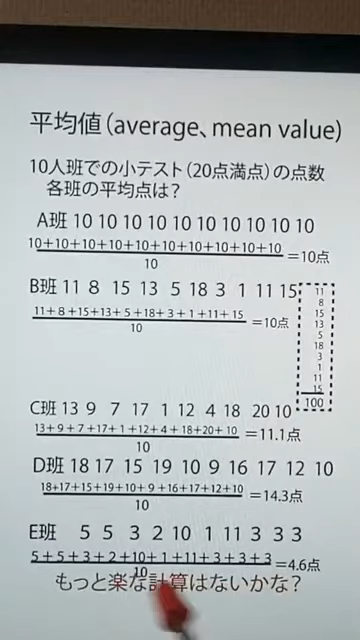 平均値（average、mean value）
10人班での小テスト（20点満点）の点数
各班の平均点は？
A班 10 10 10 10 10 10 10 10 10 10
10+10+10+10+10+10+10+10+10+10
10
=10点
B班 11 8 15 13 5 18 3 1 11 15
11+8+15+13+5+18+3+1+11+15
10
=10点
11
8
15
13
5
18
3
1
11
15
100
C班 13 9 7 17 1 12 4 18 20 10
13+9+7+17+1+12+4+18+20+10
10
=11.1点
D班 18 17 15 19 10 9 16 17 12 10
18+17+15+19+10+9+16+17+12+10
10
=14.3点
E班 5 5 3 2 10 1 11 3 3 3
5+5+3+2+10+1+11+3+3+3
10
=4.6点
もっと楽な計算はないかな？